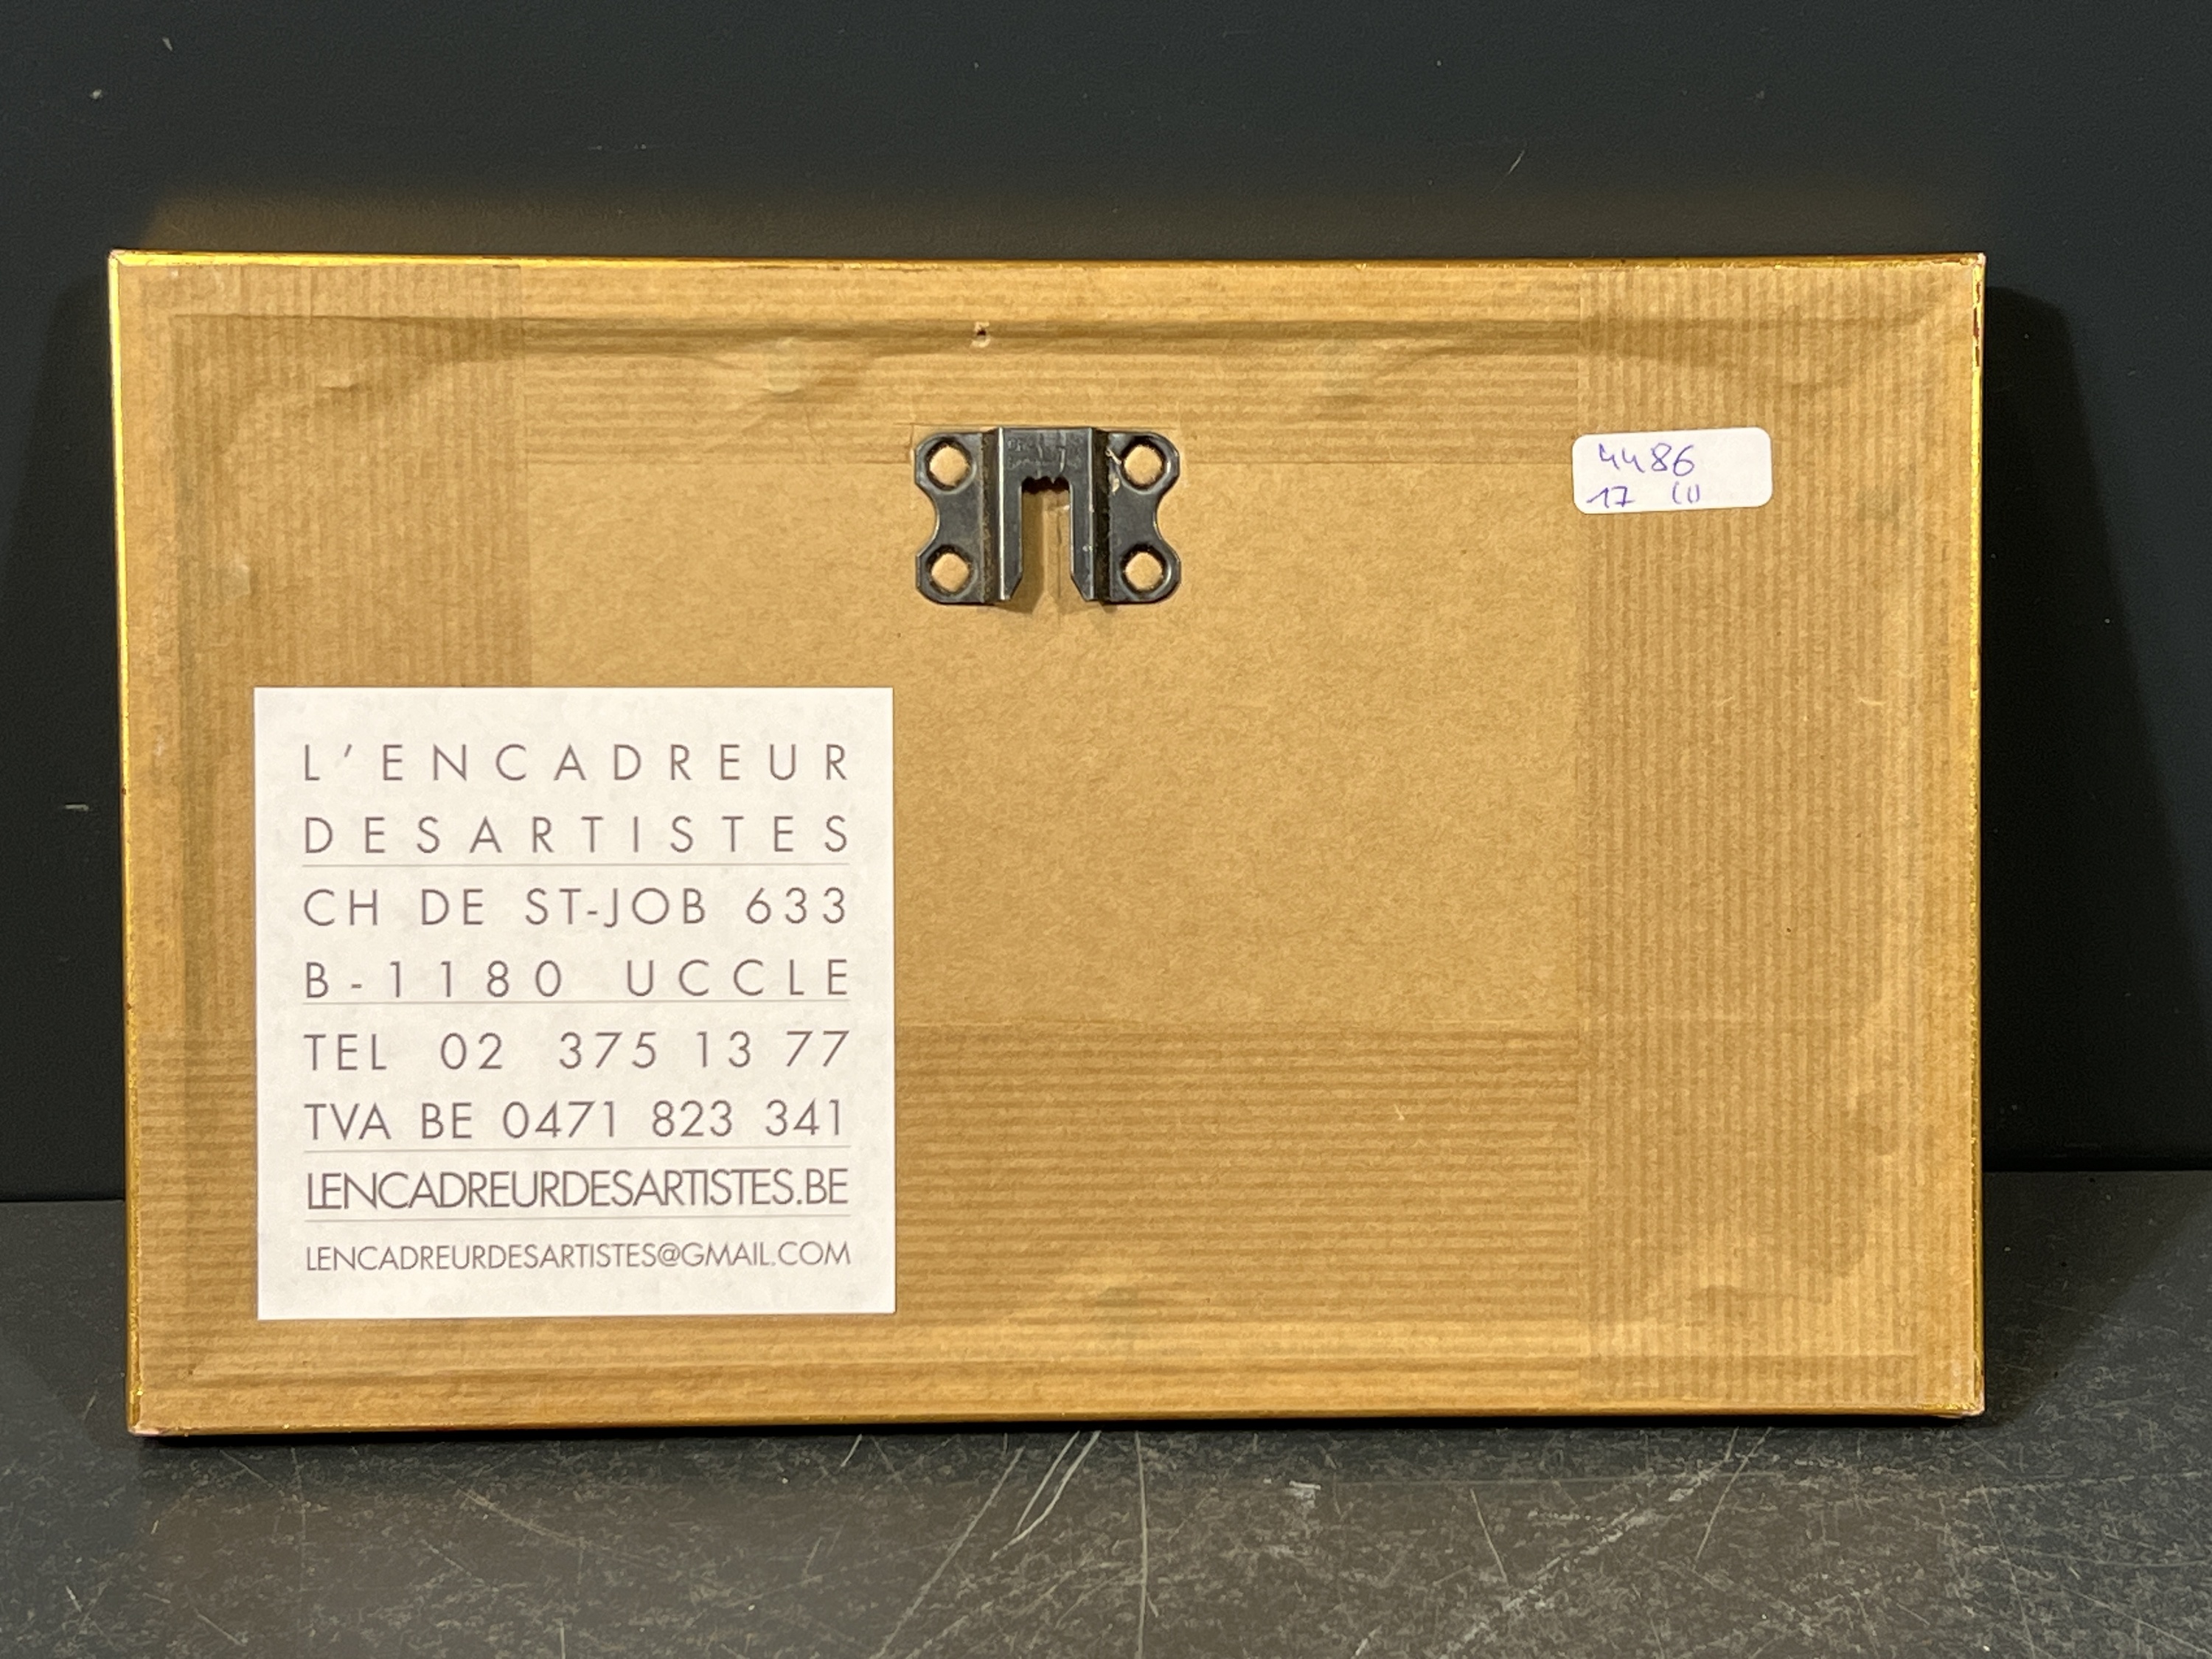 4486
17 (1)
L'ENCADREUR
DESARTISTES
CH DE ST-JOB 633
B-1180 UCCLE
TEL 02 375 13 77
TVA BE 0471 823 341
LENCADREURDESARTISTES.BE
LENCADREURDESARTISTES@GMAIL.COM